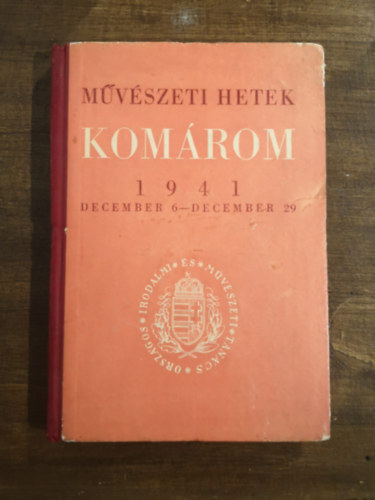 MŰVÉSZETI HETEK
KOMÁROM
1941
DECEMBER 6—DECEMBER 29
ORSZÁGOS * IRODALMI * ÉS * MŰVÉSZETI * TANÁCS *